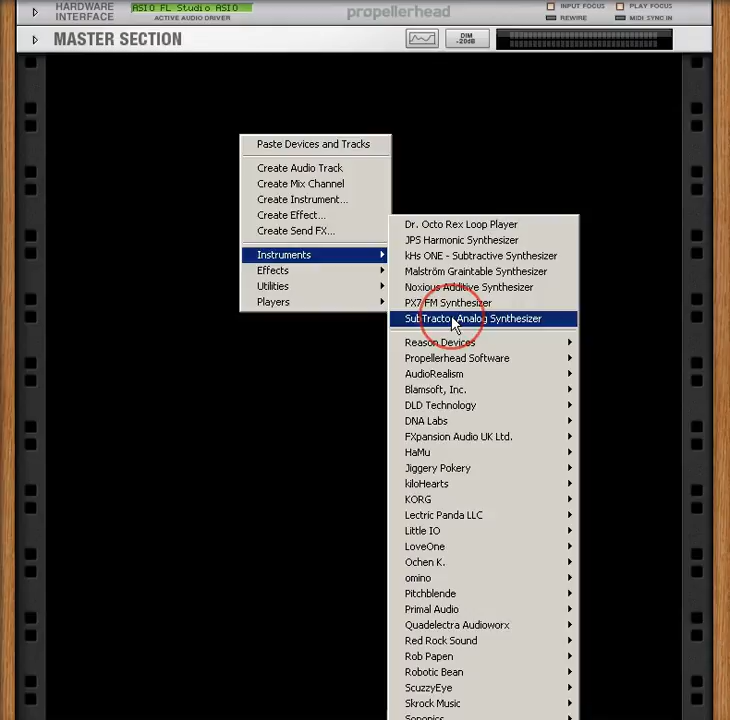 HARDWARE
INTERFACE
ASIO FL Studio ASIO
ACTIVE AUDIO DRIVER
propellerhead
INPUT FOCUS
PLAY FOCUS
REWIRE
MIDI SYNC IN
MASTER SECTION
DIM
-20dB
Paste Devices and Tracks
Create Audio Track
Create Mix Channel
Create Instrument...
Create Effect...
Create Send FX...
Instruments
Effects
Utilities
Players
Dr. Octo Rex Loop Player
JPS Harmonic Synthesizer
kHs ONE - Subtractive Synthesizer
Malström Graintable Synthesizer
Noxious Additive Synthesizer
PX7 FM Synthesizer
SubTractor Analog Synthesizer
Reason Devices
Propellerhead Software
AudioRealism
Blamsoft, Inc.
DLD Technology
DNA Labs
FXpansion Audio UK Ltd.
HaMu
Jiggery Pokery
kiloHearts
KORG
Lectric Panda LLC
Little IO
LoveOne
Ochen K.
omino
Pitchblende
Primal Audio
Quadelectra Audioworx
Red Rock Sound
Rob Papen
Robotic Bean
ScuzzyEye
Skrock Music